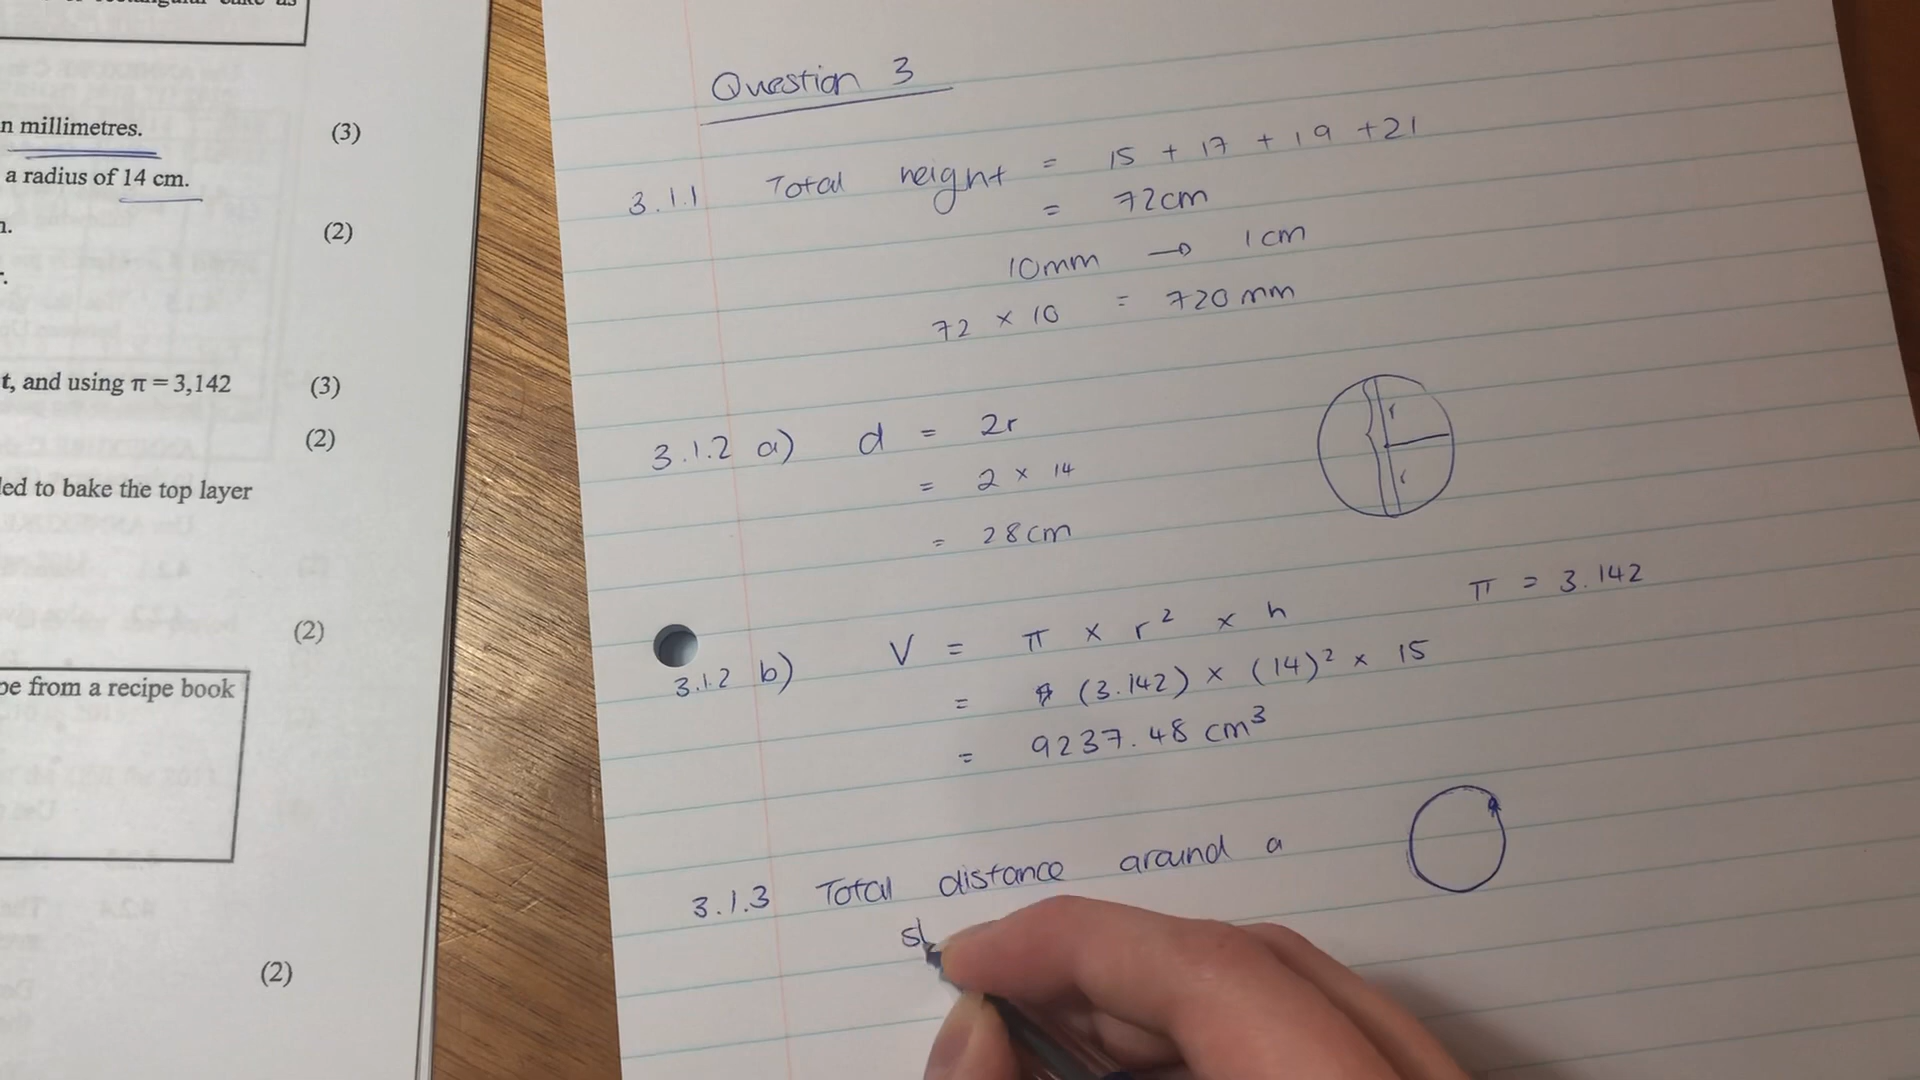 n millimetres. (3)
a radius of 14 cm.
(2)
t, and using π = 3,142 (3)
(2)
led to bake the top layer
(2)
pe from a recipe book
(2)
Question 3
3.1.1 Total height = 15 + 17 + 19 + 21
= 72cm
10mm → 1cm
72 × 10 = 720 mm
3.1.2 a) d = 2r
= 2 × 14
= 28cm
r
r
3.1.2 b) V = π × r² × h
π = 3.142
= (3.142) × (14)² × 15
= 9237.48 cm³
3.1.3 Total distance around a
sh